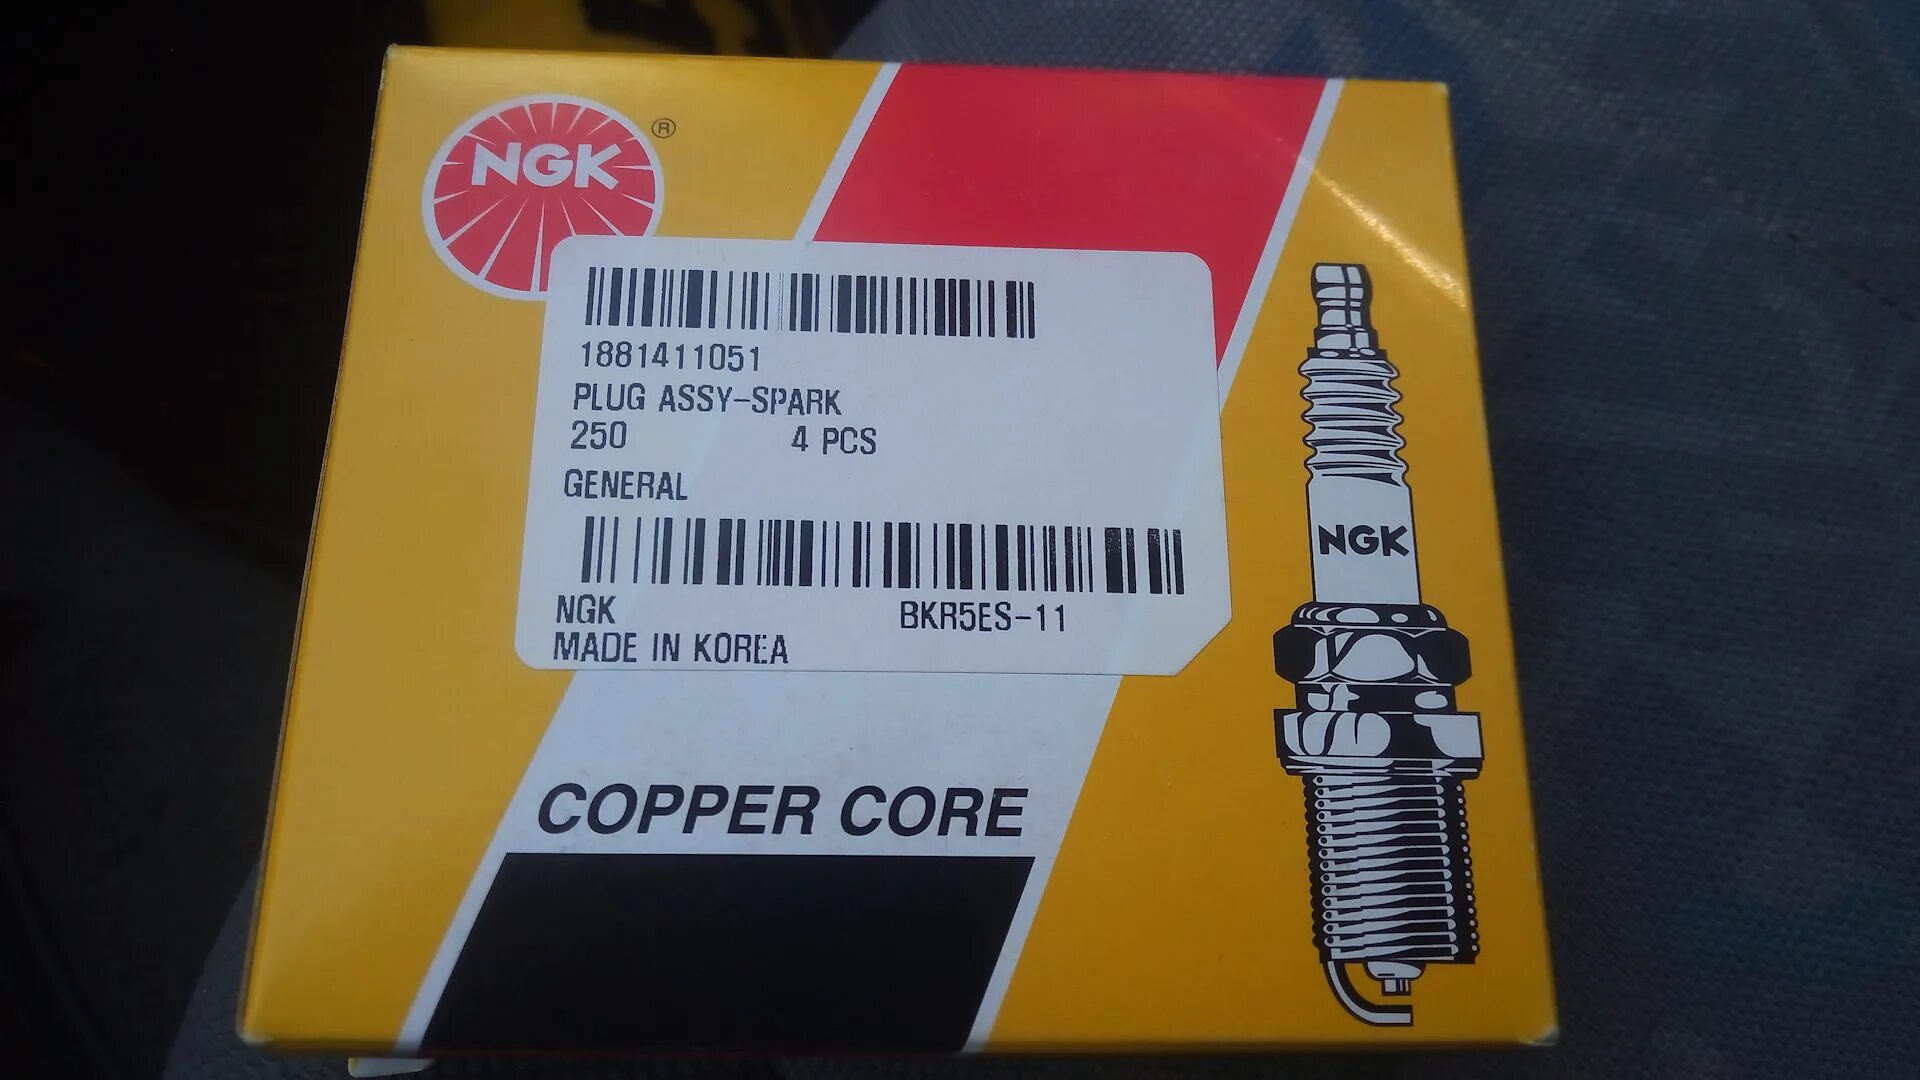 NGK ®
1881411051
PLUG ASSY-SPARK
250 4 PCS
GENERAL
NGK BKR5ES-11
MADE IN KOREA
NGK
COPPER CORE